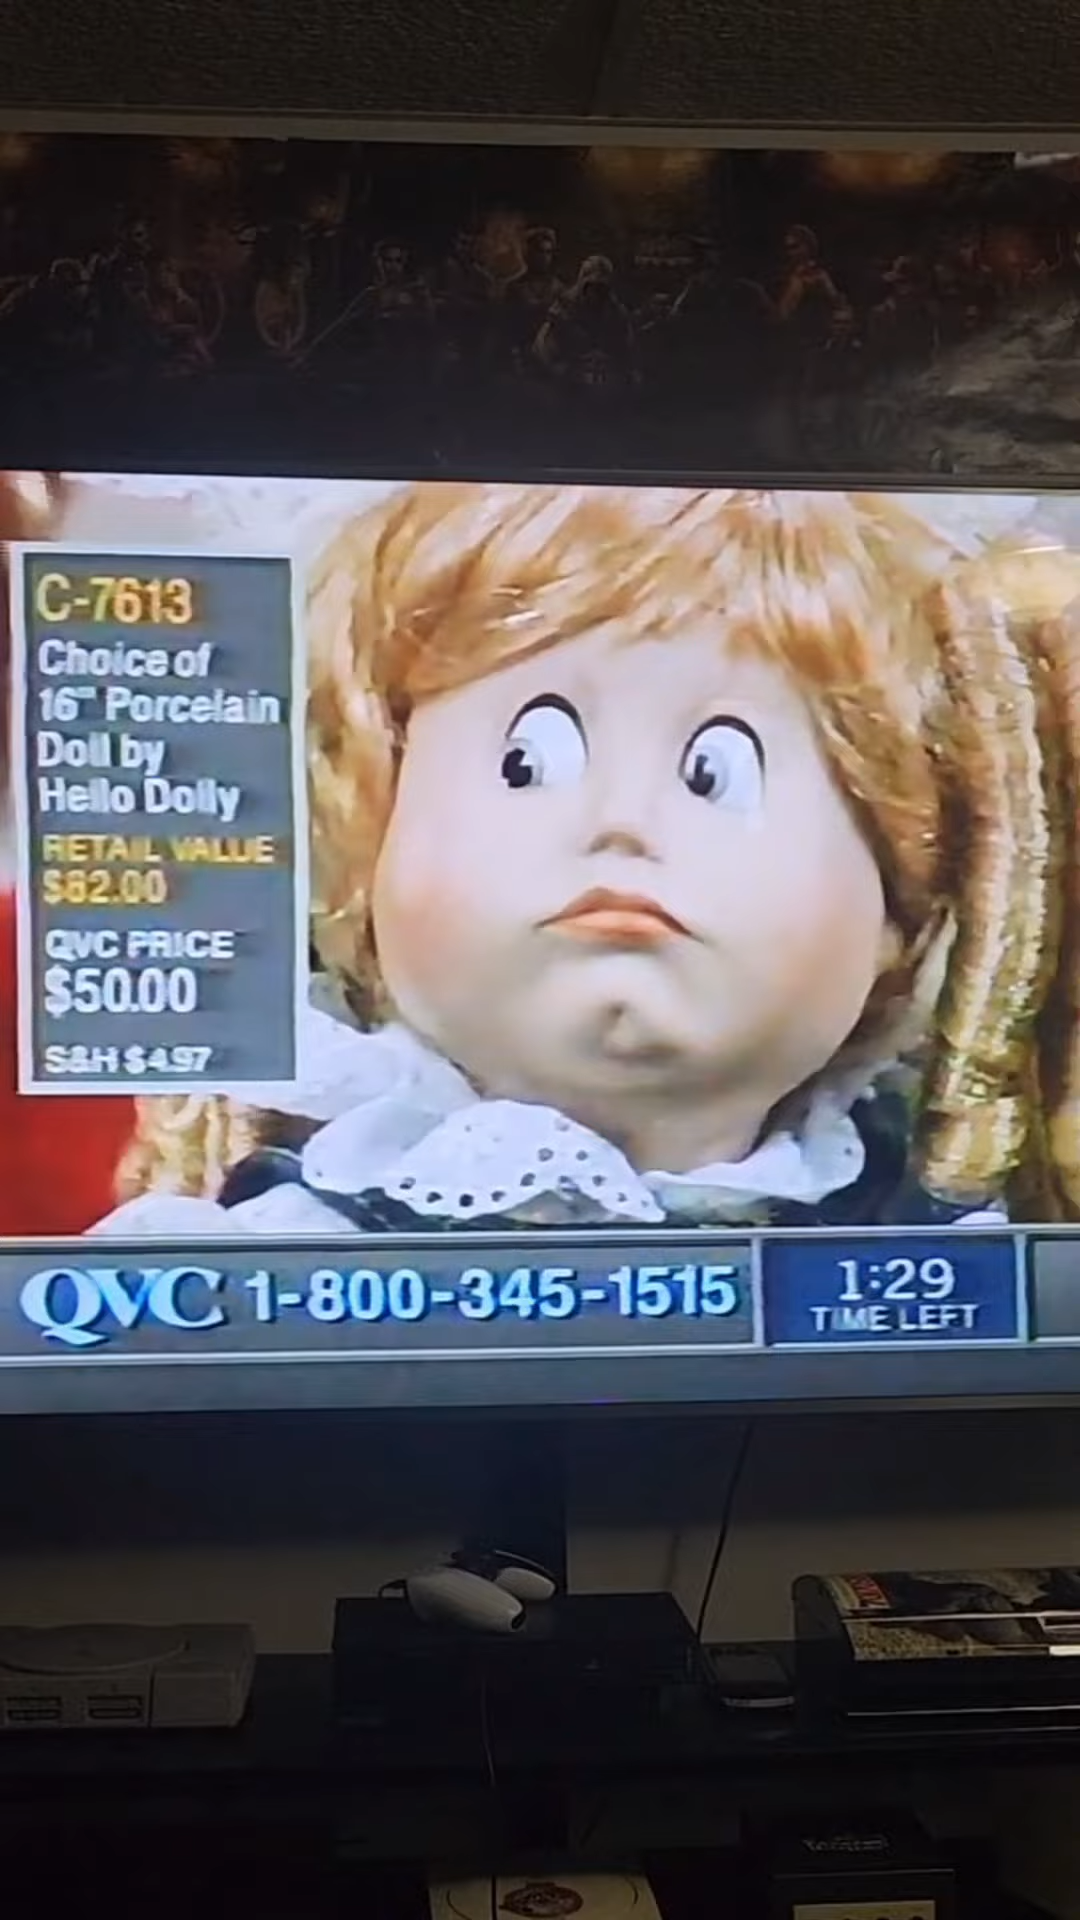 C-7613
Choice of
16" Porcelain
Doll by
Hello Dolly
RETAIL VALUE
$62.00
QVC PRICE
$50.00
S&H $4.97
QVC 1-800-345-1515
1:29
TIME LEFT